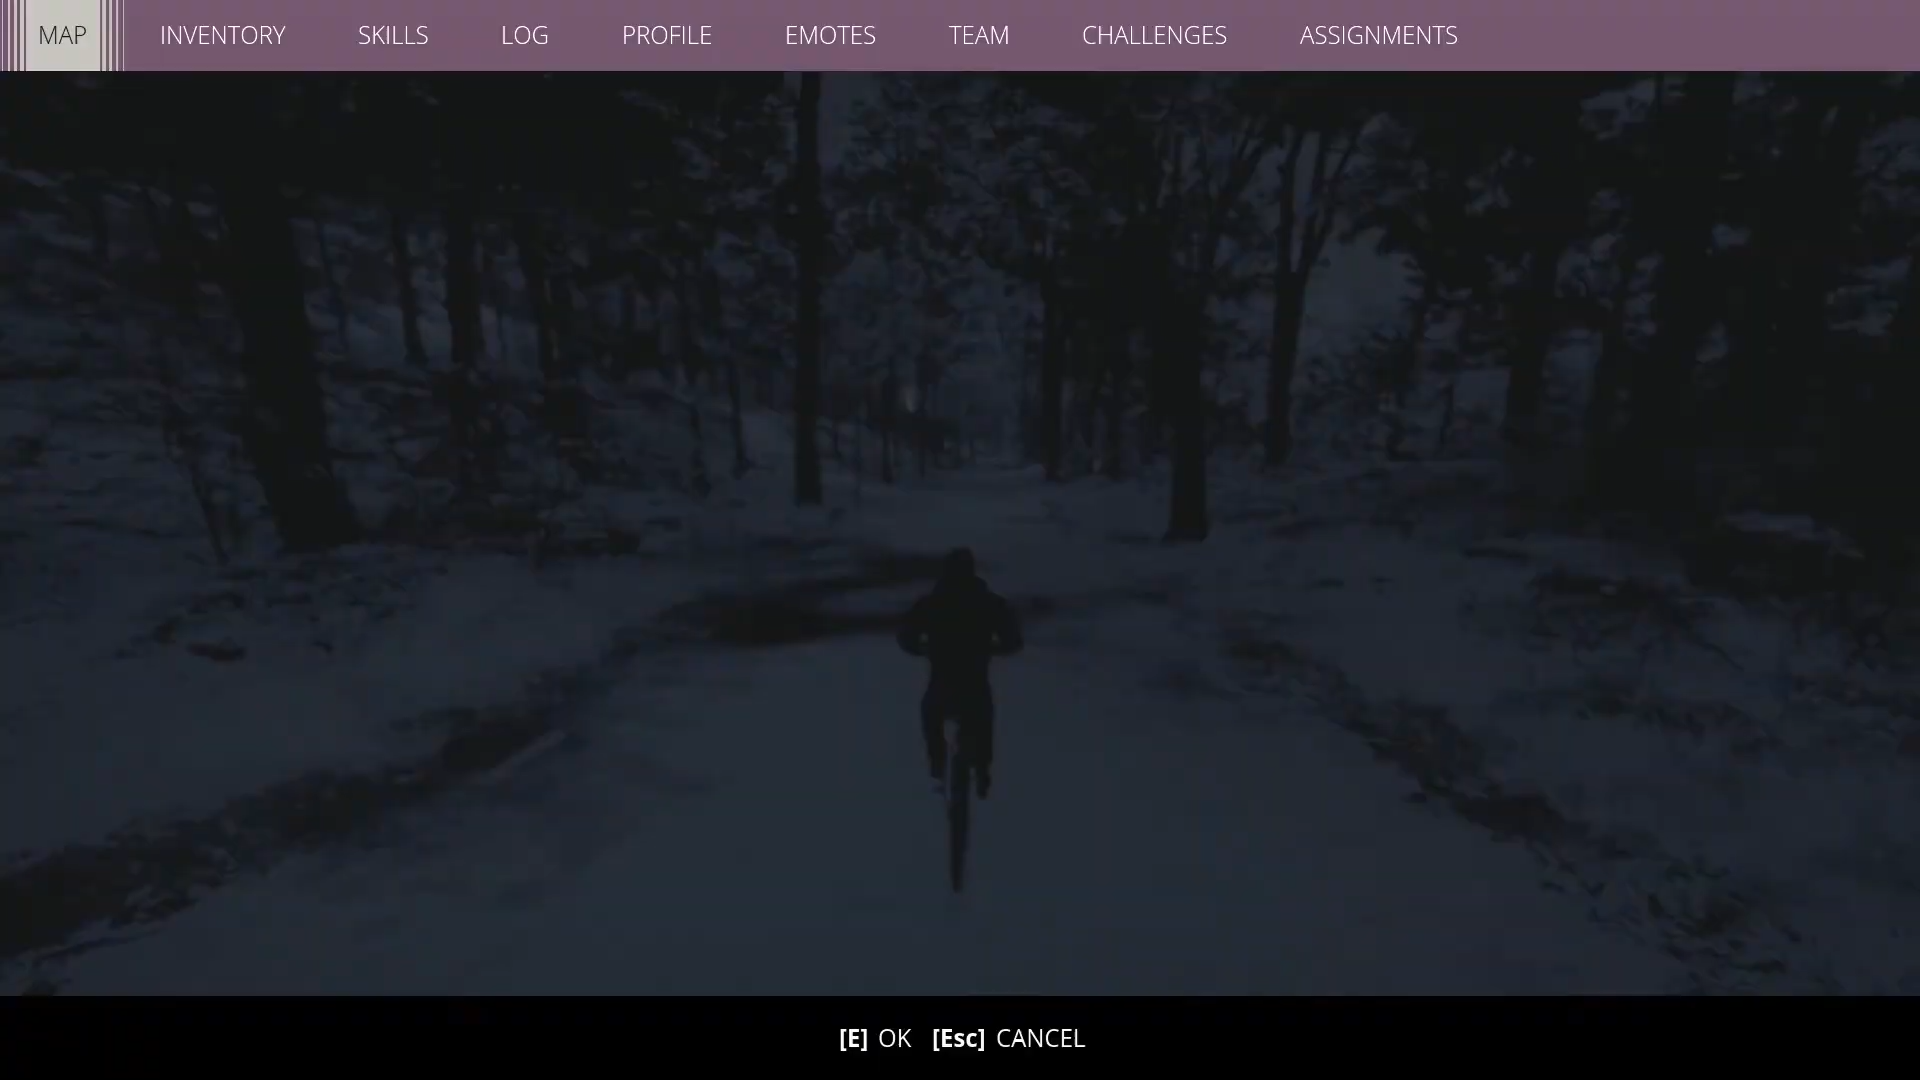 MAP INVENTORY SKILLS LOG PROFILE EMOTES TEAM CHALLENGES ASSIGNMENTS
[E] OK [Esc] CANCEL